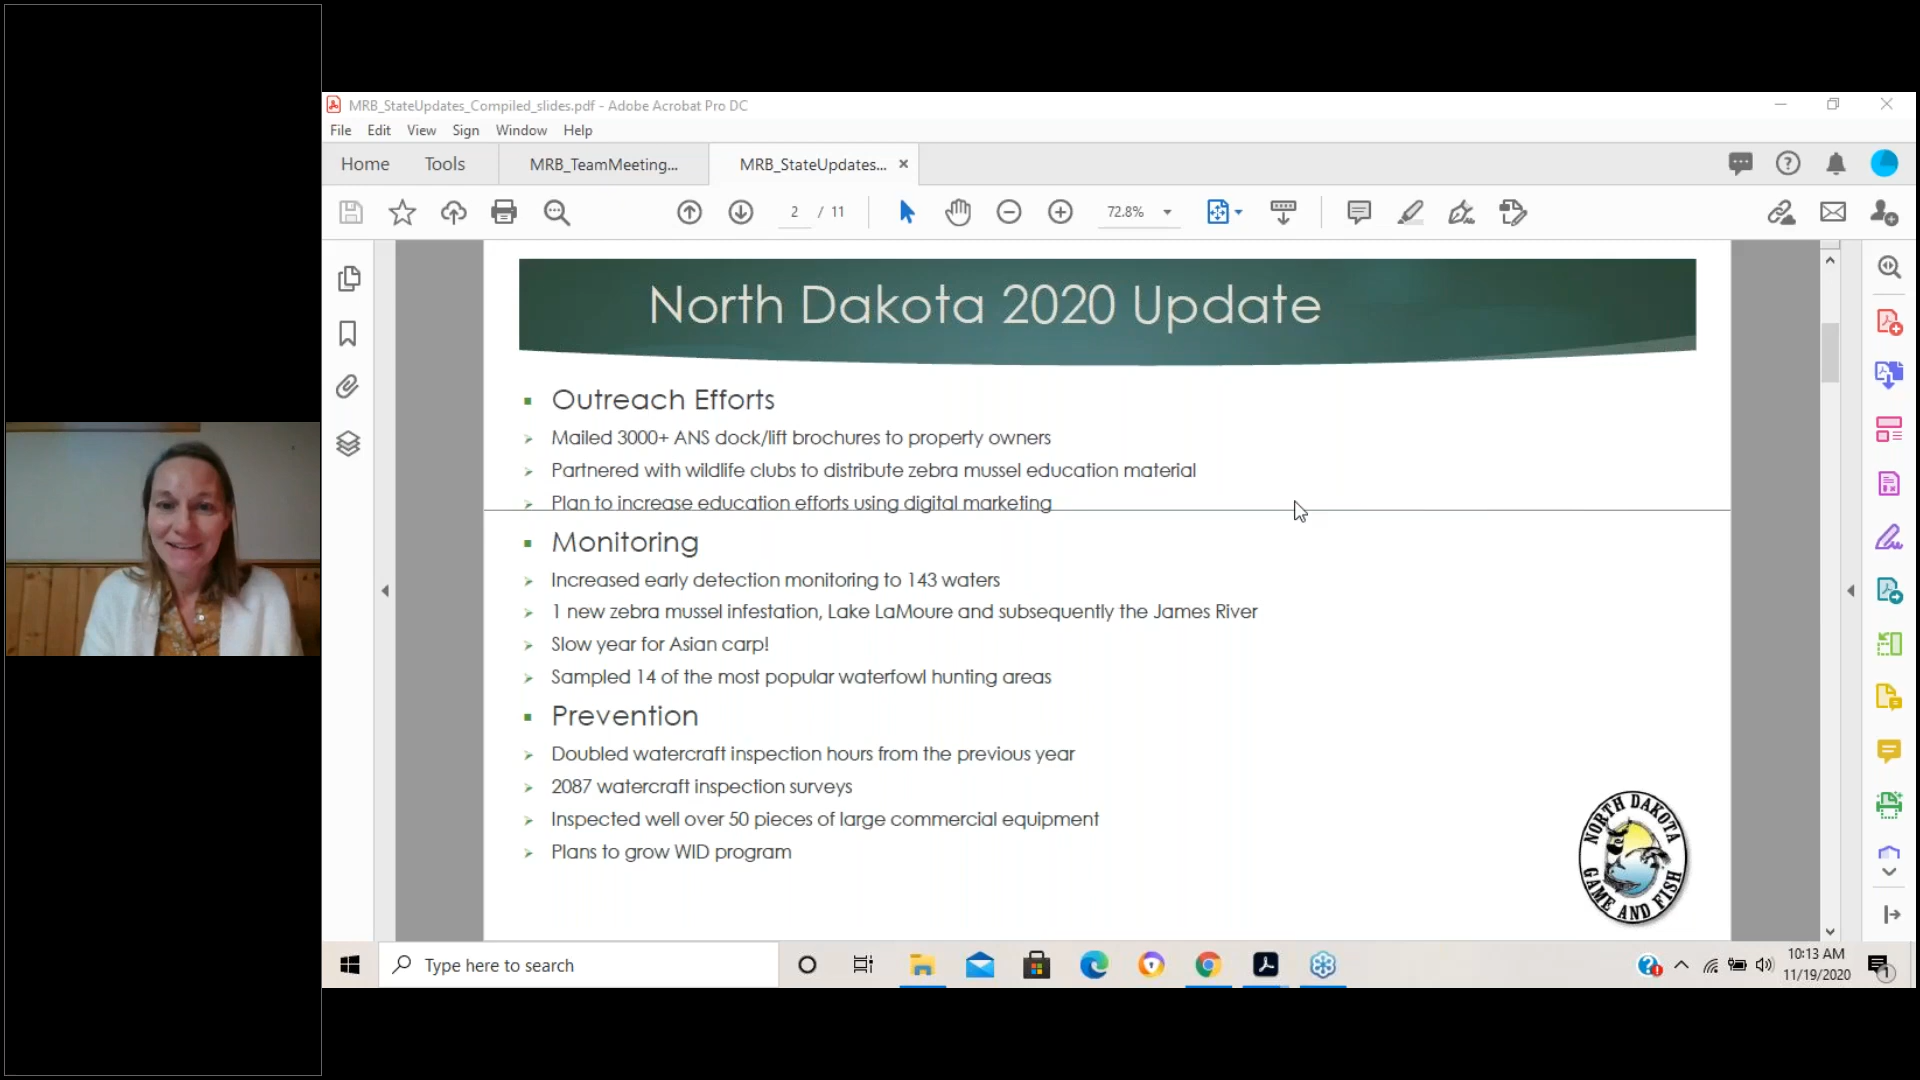 MRB_StateUpdates_Compiled_slides.pdf - Adobe Acrobat Pro DC
File Edit View Sign Window Help
Home Tools MRB_TeamMeeting... MRB_StateUpdates... ×
2 / 11 72.8%
North Dakota 2020 Update
Outreach Efforts
Mailed 3000+ ANS dock/lift brochures to property owners
Partnered with wildlife clubs to distribute zebra mussel education material
Plan to increase education efforts using digital marketing
Monitoring
Increased early detection monitoring to 143 waters
1 new zebra mussel infestation, Lake LaMoure and subsequently the James River
Slow year for Asian carp!
Sampled 14 of the most popular waterfowl hunting areas
Prevention
Doubled watercraft inspection hours from the previous year
2087 watercraft inspection surveys
Inspected well over 50 pieces of large commercial equipment
Plans to grow WID program
NORTH DAKOTA
GAME AND FISH
Type here to search
10:13 AM
11/19/2020
1